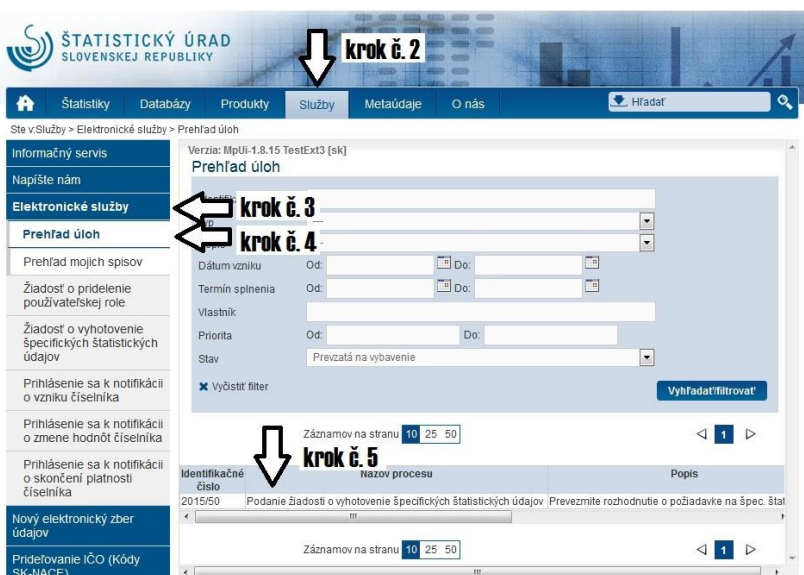 ŠTATISTICKÝ ÚRAD
SLOVENSKEJ REPUBLIKY
krok č. 2
Štatistiky Databázy Produkty Služby Metaúdaje O nás Hľadať
Ste v:Služby > Elektronické služby > Prehľad úloh
Informačný servis
Napíšte nám
Elektronické služby
krok č. 3
Prehľad úloh
krok č. 4
Prehľad mojich spisov
Žiadosť o pridelenie
používateľskej role
Žiadosť o vyhotovenie
špecifických štatistických
údajov
Prihlásenie sa k notifikácii
o vzniku číselníka
Prihlásenie sa k notifikácii
o zmene hodnôt číselníka
Prihlásenie sa k notifikácii
o skončení platnosti
číselníka
Nový elektronický zber
údajov
Prideľovanie IČO (Kódy
SK-NACE)
Verzia: MpUi-1.8.15 TestExt3 [sk]
Prehľad úloh
Dátum vzniku Od: Do:
Termín splnenia Od: Do:
Vlastník
Priorita Od: Do:
Stav Prevzatá na vybavenie
Vyčistiť filter Vyhľadať/filtrovať
Záznamov na stranu 10 25 50 1
krok č. 5
Identifikačné číslo Názov procesu Popis
2015/50 Podanie žiadosti o vyhotovenie špecifických štatistických údajov Prevezmite rozhodnutie o požiadavke na špec. štat
Záznamov na stranu 10 25 50 1